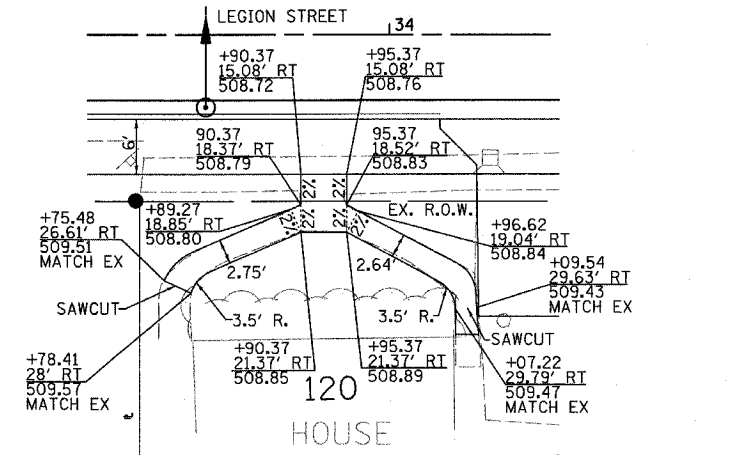 LEGION STREET
34
+90.37
15.08' RT
508.72
+95.37
15.08' RT
508.76
6'
90.37
18.37' RT
508.79
95.37
18.52' RT
508.83
2%
2%
+89.27
18.85' RT
508.80
2%
2%
2%
2%
EX. R.O.W.
+75.48
26.61' RT
509.51
MATCH EX
+96.62
19.04' RT
508.84
2.75'
2.64'
+09.54
29.63' RT
509.43
MATCH EX
SAWCUT
3.5' R.
3.5' R.
SAWCUT
+78.41
28' RT
509.57
MATCH EX
+90.37
21.37' RT
508.85
+95.37
21.37' RT
508.89
+07.22
29.79' RT
509.47
MATCH EX
120
HOUSE